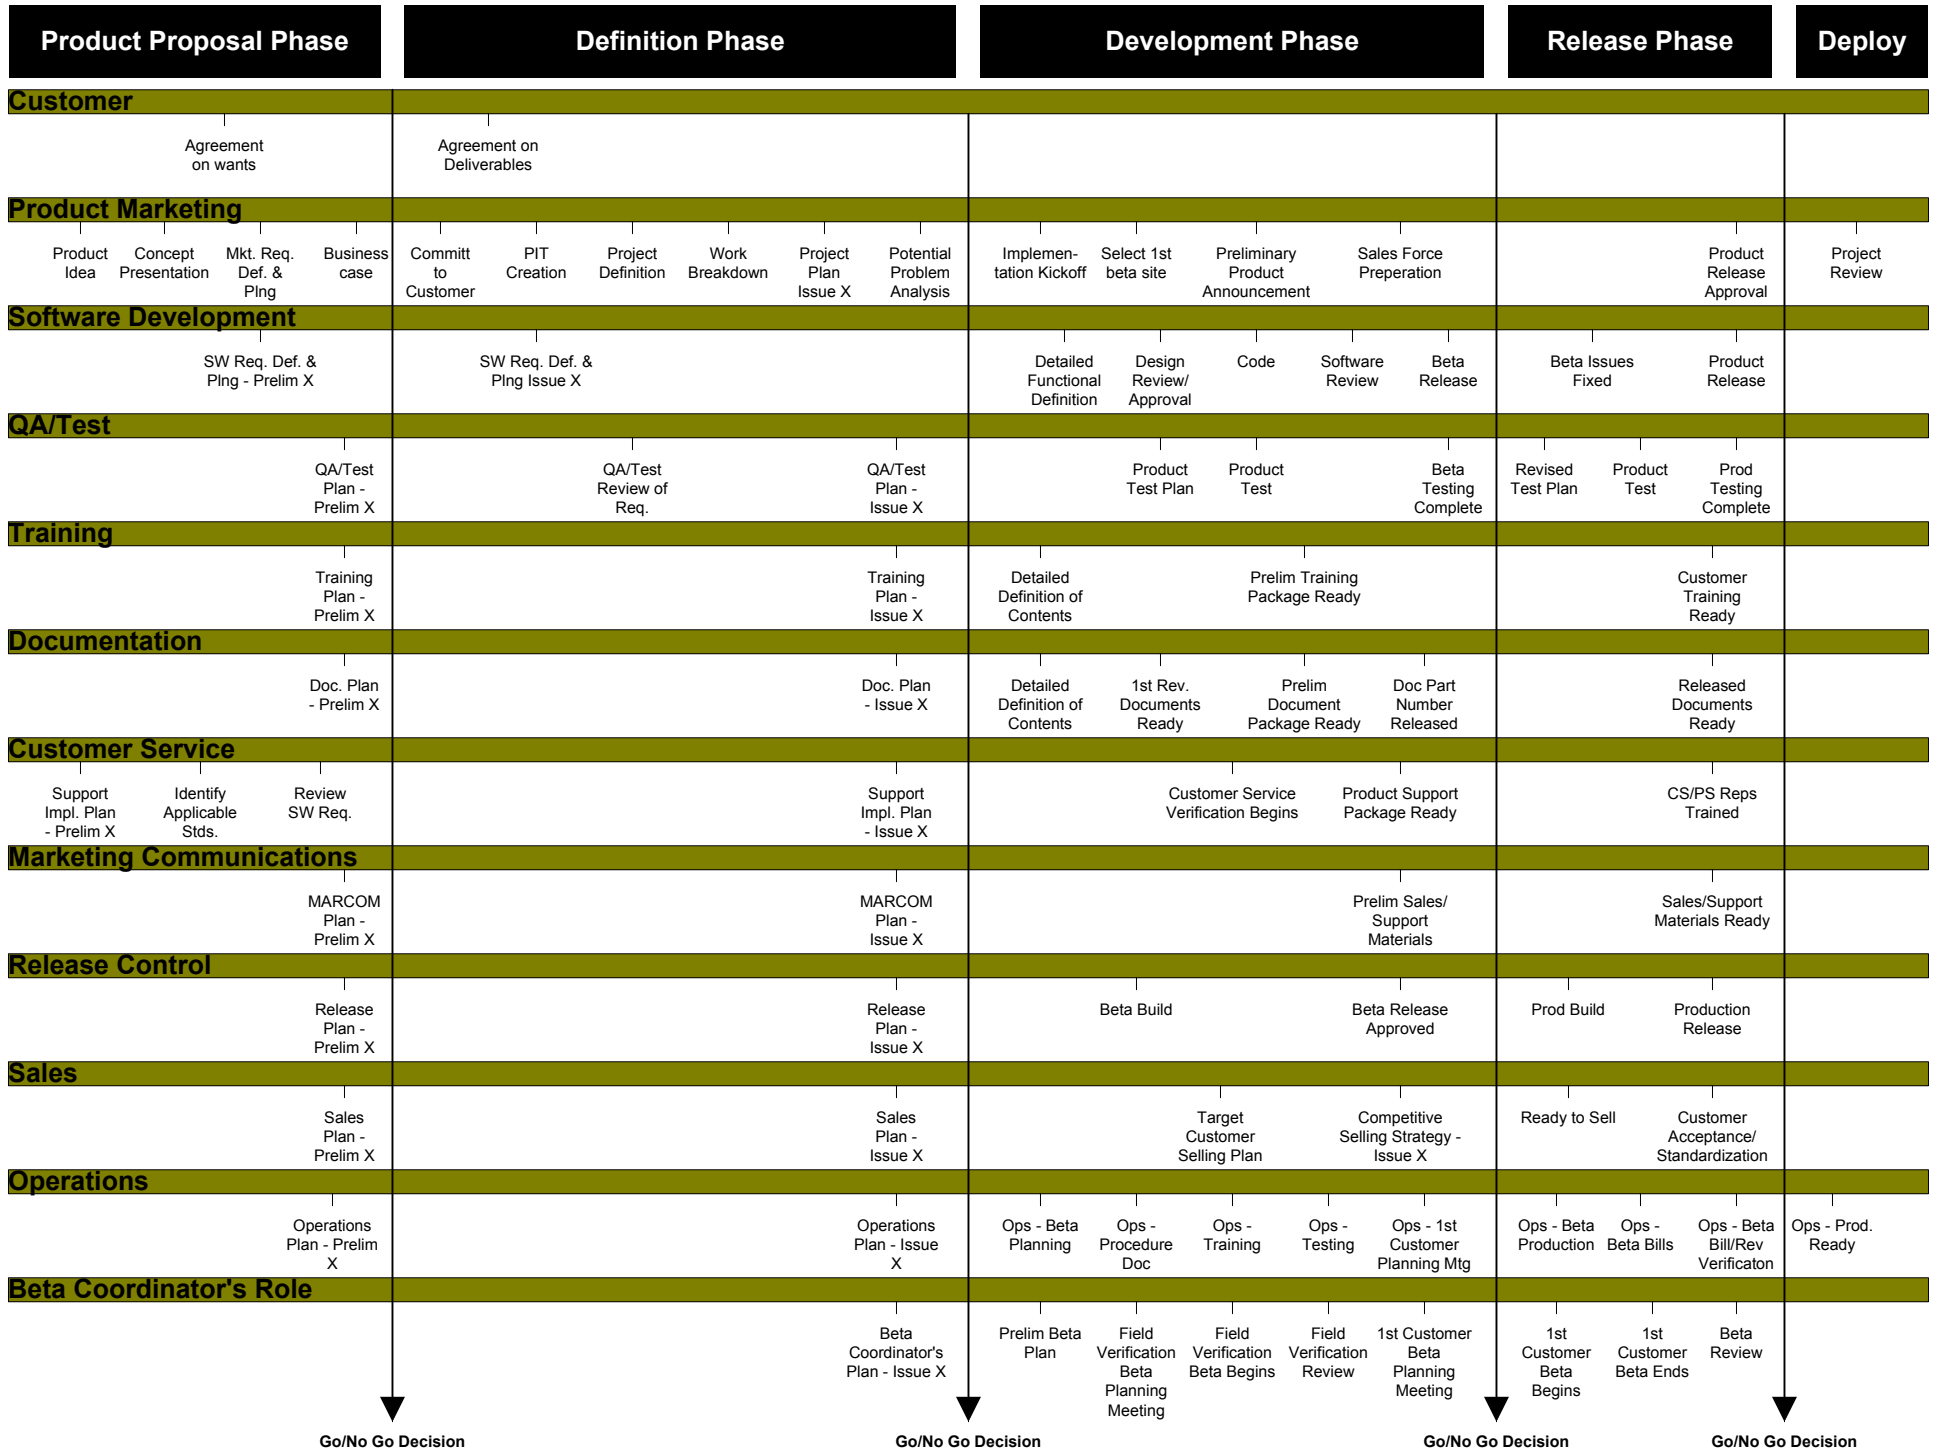 Product Proposal Phase
Definition Phase
Development Phase
Release Phase
Deploy
Customer
Agreement
on wants
Agreement on
Deliverables
Product Marketing
Product
Idea
Concept
Presentation
Mkt. Req.
Def. &
Plng
Business
case
Committ
to
Customer
PIT
Creation
Project
Definition
Work
Breakdown
Project
Plan
Issue X
Potential
Problem
Analysis
Implemen-
tation Kickoff
Select 1st
beta site
Preliminary
Product
Announcement
Sales Force
Preperation
Product
Release
Approval
Project
Review
Software Development
SW Req. Def. &
Plng - Prelim X
SW Req. Def. &
Plng Issue X
Detailed
Functional
Definition
Design
Review/
Approval
Code
Software
Review
Beta
Release
Beta Issues
Fixed
Product
Release
QA/Test
QA/Test
Plan -
Prelim X
QA/Test
Review of
Req.
QA/Test
Plan -
Issue X
Product
Test Plan
Product
Test
Beta
Testing
Complete
Revised
Test Plan
Product
Test
Prod
Testing
Complete
Training
Training
Plan -
Prelim X
Training
Plan -
Issue X
Detailed
Definition of
Contents
Prelim Training
Package Ready
Customer
Training
Ready
Documentation
Doc. Plan
- Prelim X
Doc. Plan
- Issue X
Detailed
Definition of
Contents
1st Rev.
Documents
Ready
Prelim
Document
Package Ready
Doc Part
Number
Released
Released
Documents
Ready
Customer Service
Support
Impl. Plan
- Prelim X
Identify
Applicable
Stds.
Review
SW Req.
Support
Impl. Plan
- Issue X
Customer Service
Verification Begins
Product Support
Package Ready
CS/PS Reps
Trained
Marketing Communications
MARCOM
Plan -
Prelim X
MARCOM
Plan -
Issue X
Prelim Sales/
Support
Materials
Sales/Support
Materials Ready
Release Control
Release
Plan -
Prelim X
Release
Plan -
Issue X
Beta Build
Beta Release
Approved
Prod Build
Production
Release
Sales
Sales
Plan -
Prelim X
Sales
Plan -
Issue X
Target
Customer
Selling Plan
Competitive
Selling Strategy -
Issue X
Ready to Sell
Customer
Acceptance/
Standardization
Operations
Operations
Plan - Prelim
X
Operations
Plan - Issue
X
Ops - Beta
Planning
Ops -
Procedure
Doc
Ops -
Training
Ops -
Testing
Ops - 1st
Customer
Planning Mtg
Ops - Beta
Production
Ops -
Beta Bills
Ops - Beta
Bill/Rev
Verificaton
Ops - Prod.
Ready
Beta Coordinator's Role
Beta
Coordinator's
Plan - Issue X
Prelim Beta
Plan
Field
Verification
Beta
Planning
Meeting
Field
Verification
Beta Begins
Field
Verification
Review
1st Customer
Beta
Planning
Meeting
1st
Customer
Beta
Begins
1st
Customer
Beta Ends
Beta
Review
Go/No Go Decision
Go/No Go Decision
Go/No Go Decision
Go/No Go Decision